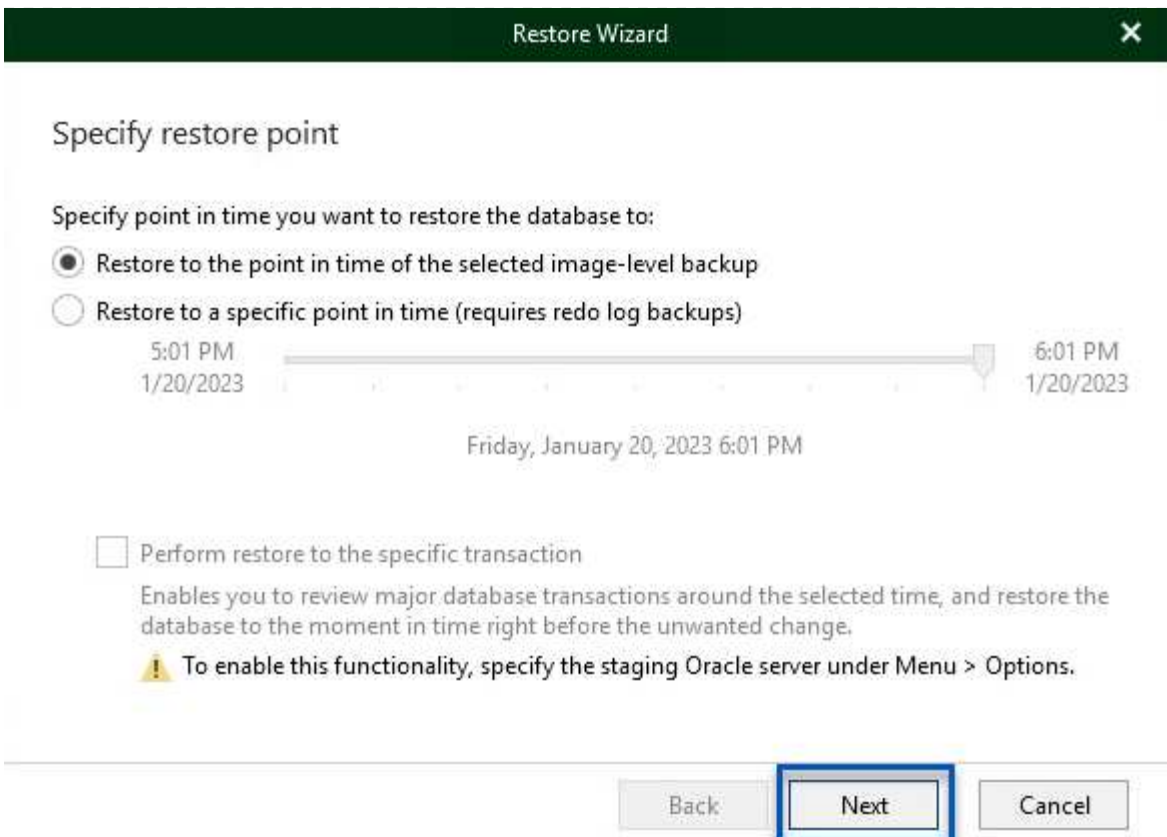 Restore Wizard
Specify restore point
Specify point in time you want to restore the database to:
Restore to the point in time of the selected image-level backup
Restore to a specific point in time (requires redo log backups)
5:01 PM
1/20/2023
6:01 PM
1/20/2023
Friday, January 20, 2023 6:01 PM
Perform restore to the specific transaction
Enables you to review major database transactions around the selected time, and restore the
database to the moment in time right before the unwanted change.
To enable this functionality, specify the staging Oracle server under Menu > Options.
Back
Next
Cancel